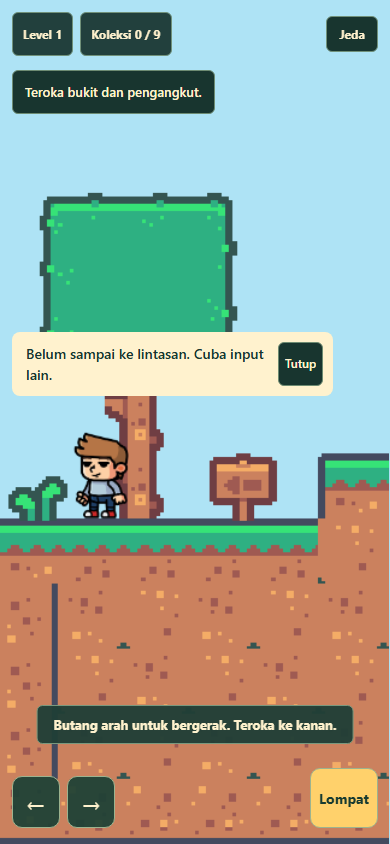 Level 1
Koleksi 0 / 9
Jeda
Teroka bukit dan pengangkut.
Belum sampai ke lintasan. Cuba input
lain.
Tutup
Butang arah untuk bergerak. Teroka ke kanan.
←
→
Lompat